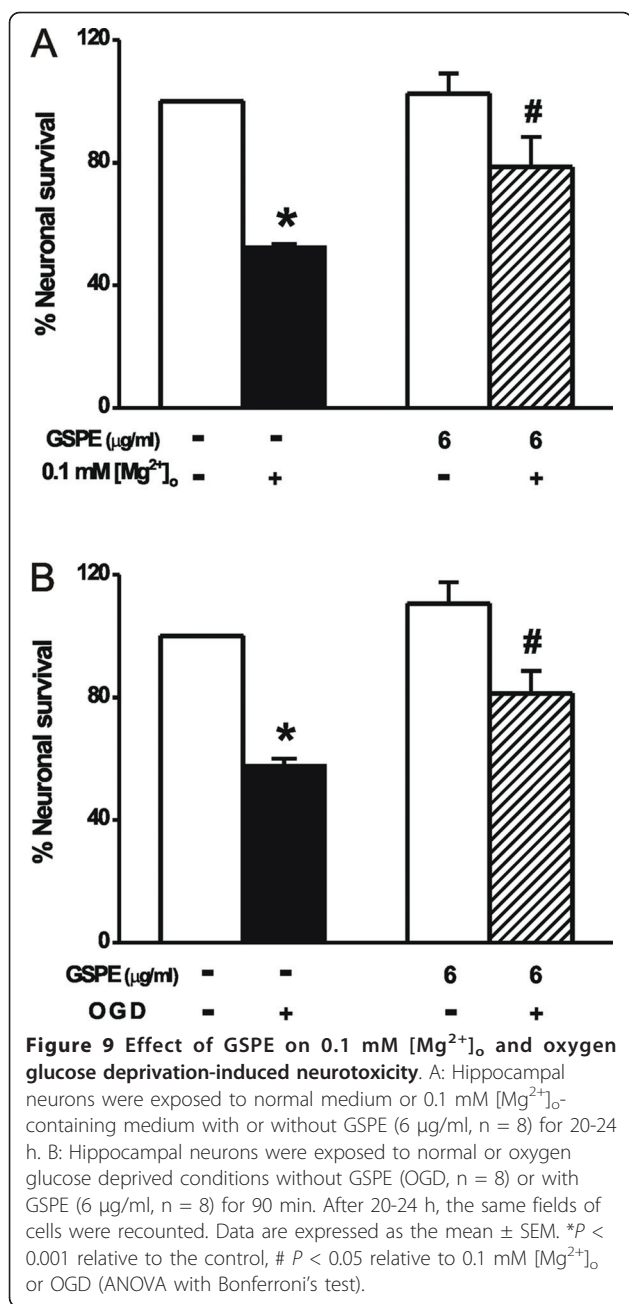 A
120
80
40
0
% Neuronal survival
*
#
GSPE (μg/ml) - - 6 6
0.1 mM [Mg²⁺]ₒ - + - +
B
120
80
40
0
% Neuronal survival
*
#
GSPE (μg/ml) - - 6 6
OGD - + - +
Figure 9 Effect of GSPE on 0.1 mM [Mg²⁺]ₒ and oxygen
glucose deprivation-induced neurotoxicity. A: Hippocampal
neurons were exposed to normal medium or 0.1 mM [Mg²⁺]ₒ-
containing medium with or without GSPE (6 μg/ml, n = 8) for 20-24
h. B: Hippocampal neurons were exposed to normal or oxygen
glucose deprived conditions without GSPE (OGD, n = 8) or with
GSPE (6 μg/ml, n = 8) for 90 min. After 20-24 h, the same fields of
cells were recounted. Data are expressed as the mean ± SEM. *P <
0.001 relative to the control, # P < 0.05 relative to 0.1 mM [Mg²⁺]ₒ
or OGD (ANOVA with Bonferroni's test).